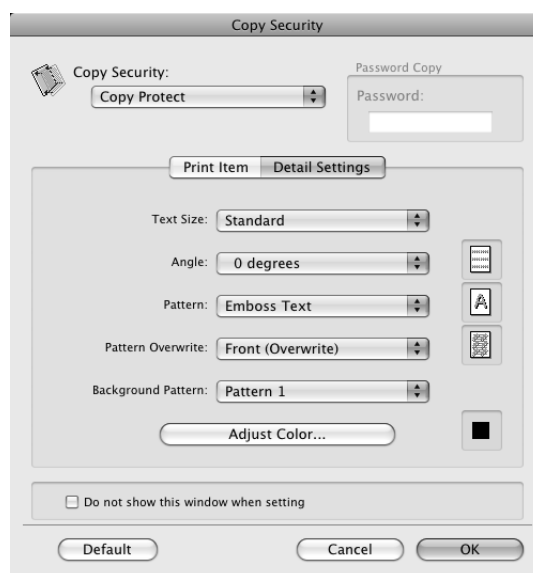 Copy Security
Copy Security:
Copy Protect
Password Copy
Password:
Print Item
Detail Settings
Text Size: Standard
Angle: 0 degrees
Pattern: Emboss Text
A
Pattern Overwrite: Front (Overwrite)
Background Pattern: Pattern 1
Adjust Color...
Do not show this window when setting
Default
Cancel
OK